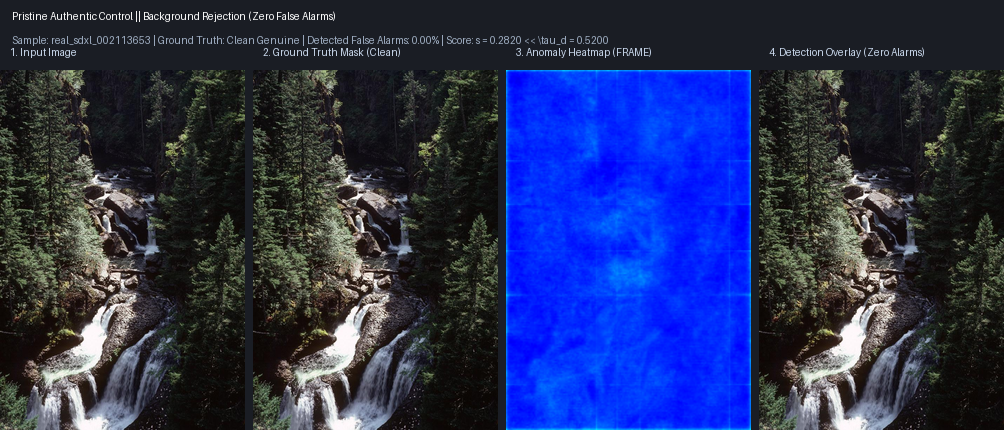 Pristine Authentic Control || Background Rejection (Zero False Alarms)
Sample: real_sdxl_002113653 | Ground Truth: Clean Genuine | Detected False Alarms: 0.00% | Score: s = 0.2820 << \tau_d = 0.5200
1. Input Image
2. Ground Truth Mask (Clean)
3. Anomaly Heatmap (FRAME)
4. Detection Overlay (Zero Alarms)